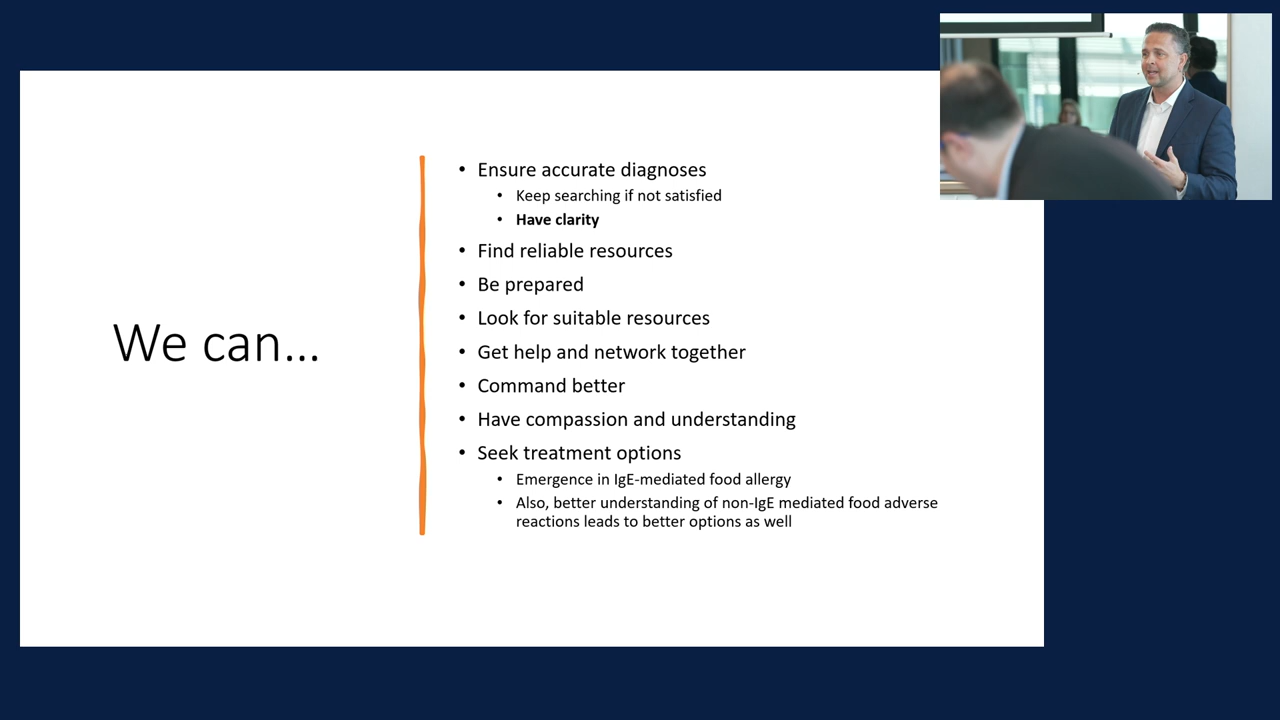 We can...
Ensure accurate diagnoses
Keep searching if not satisfied
Have clarity
Find reliable resources
Be prepared
Look for suitable resources
Get help and network together
Command better
Have compassion and understanding
Seek treatment options
Emergence in IgE-mediated food allergy
Also, better understanding of non-IgE mediated food adverse
reactions leads to better options as well